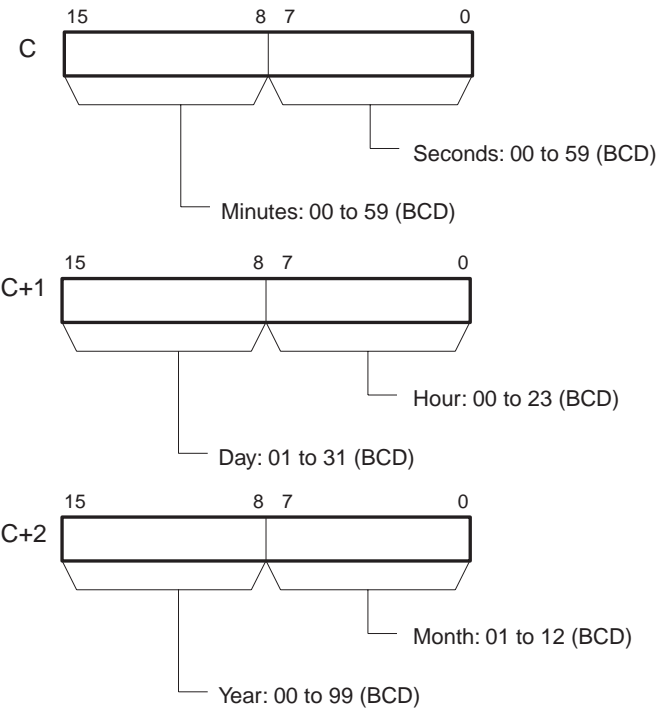 15 8 7 0
C
Seconds: 00 to 59 (BCD)
Minutes: 00 to 59 (BCD)
15 8 7 0
C+1
Hour: 00 to 23 (BCD)
Day: 01 to 31 (BCD)
15 8 7 0
C+2
Month: 01 to 12 (BCD)
Year: 00 to 99 (BCD)